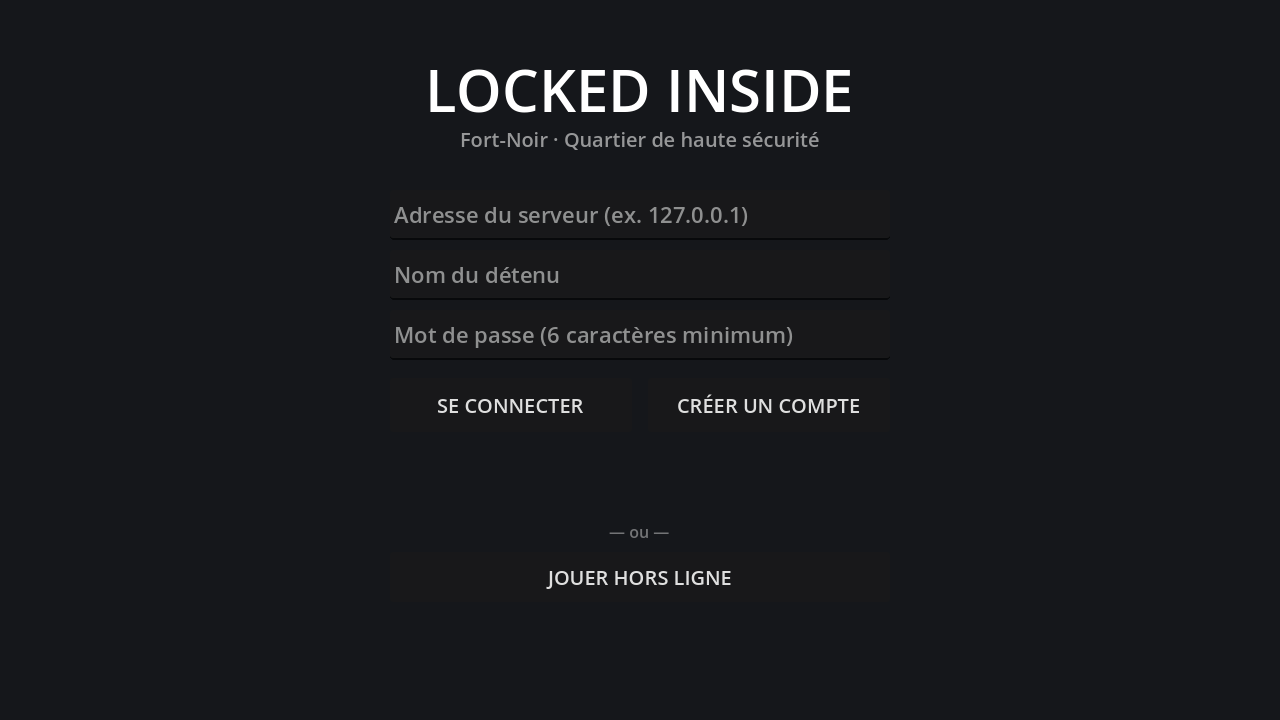 LOCKED INSIDE
Fort-Noir · Quartier de haute sécurité
Adresse du serveur (ex. 127.0.0.1)
Nom du détenu
Mot de passe (6 caractères minimum)
SE CONNECTER
CRÉER UN COMPTE
— ou —
JOUER HORS LIGNE